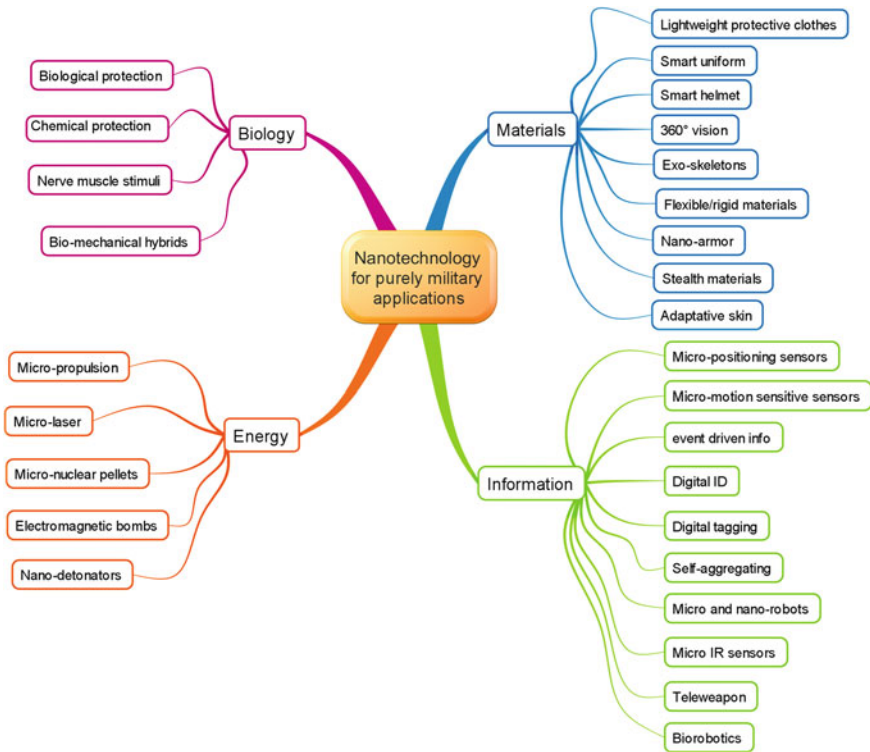 Nanotechnology
for purely military
applications
Biology
Biological protection
Chemical protection
Nerve muscle stimuli
Bio-mechanical hybrids
Materials
Lightweight protective clothes
Smart uniform
Smart helmet
360° vision
Exo-skeletons
Flexible/rigid materials
Nano-armor
Stealth materials
Adaptative skin
Energy
Micro-propulsion
Micro-laser
Micro-nuclear pellets
Electromagnetic bombs
Nano-detonators
Information
Micro-positioning sensors
Micro-motion sensitive sensors
event driven info
Digital ID
Digital tagging
Self-aggregating
Micro and nano-robots
Micro IR sensors
Teleweapon
Biorobotics